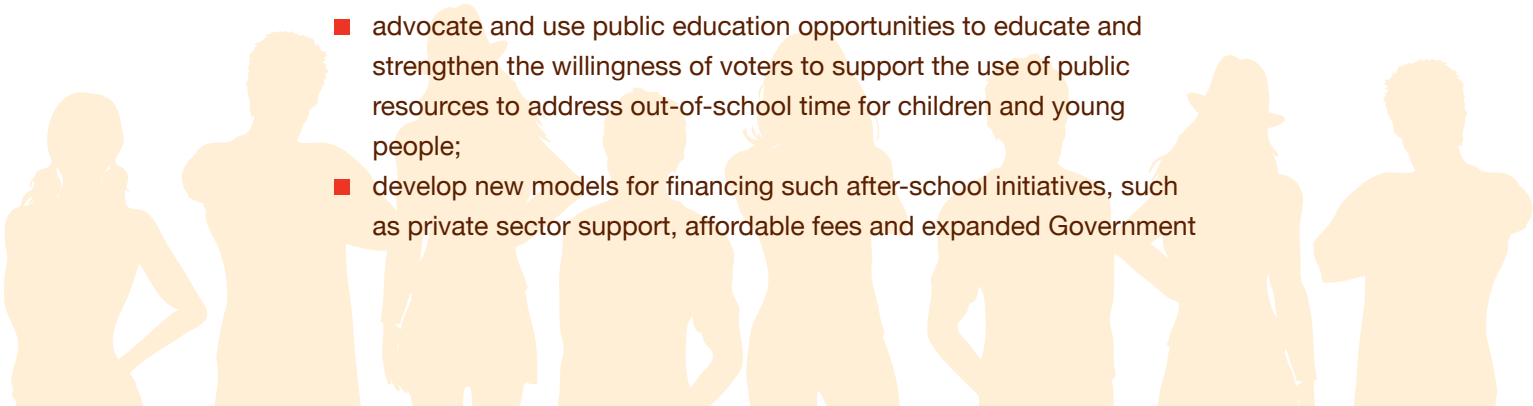 ■ advocate and use public education opportunities to educate and
strengthen the willingness of voters to support the use of public
resources to address out-of-school time for children and young
people;
■ develop new models for financing such after-school initiatives, such
as private sector support, affordable fees and expanded Government